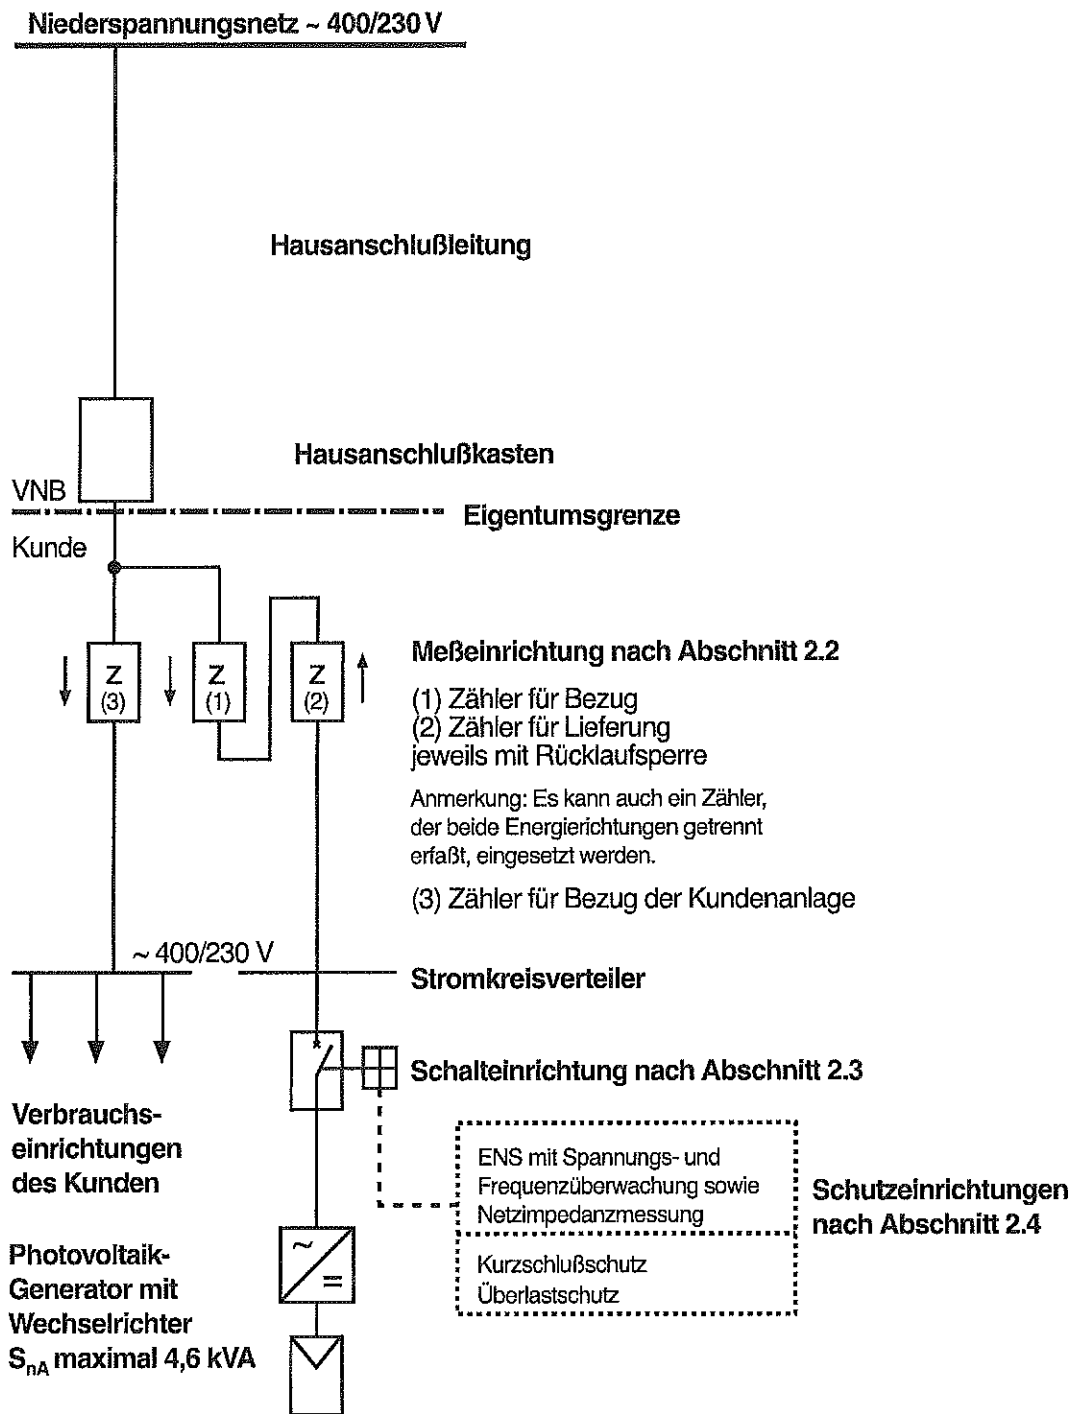 Niederspannungsnetz ~ 400/230 V
Hausanschlußleitung
Hausanschlußkasten
VNB
Eigentumsgrenze
Kunde
Z
(3)
Z
(1)
Z
(2)
Meßeinrichtung nach Abschnitt 2.2
(1) Zähler für Bezug
(2) Zähler für Lieferung
jeweils mit Rücklaufsperre
Anmerkung: Es kann auch ein Zähler,
der beide Energierichtungen getrennt
erfaßt, eingesetzt werden.
(3) Zähler für Bezug der Kundenanlage
~ 400/230 V
Stromkreisverteiler
Schalteinrichtung nach Abschnitt 2.3
Verbrauchs-
einrichtungen
des Kunden
ENS mit Spannungs- und
Frequenzüberwachung sowie
Netzimpedanzmessung
Kurzschlußschutz
Überlastschutz
Schutzeinrichtungen
nach Abschnitt 2.4
Photovoltaik-
Generator mit
Wechselrichter
SnA maximal 4,6 kVA
~
=